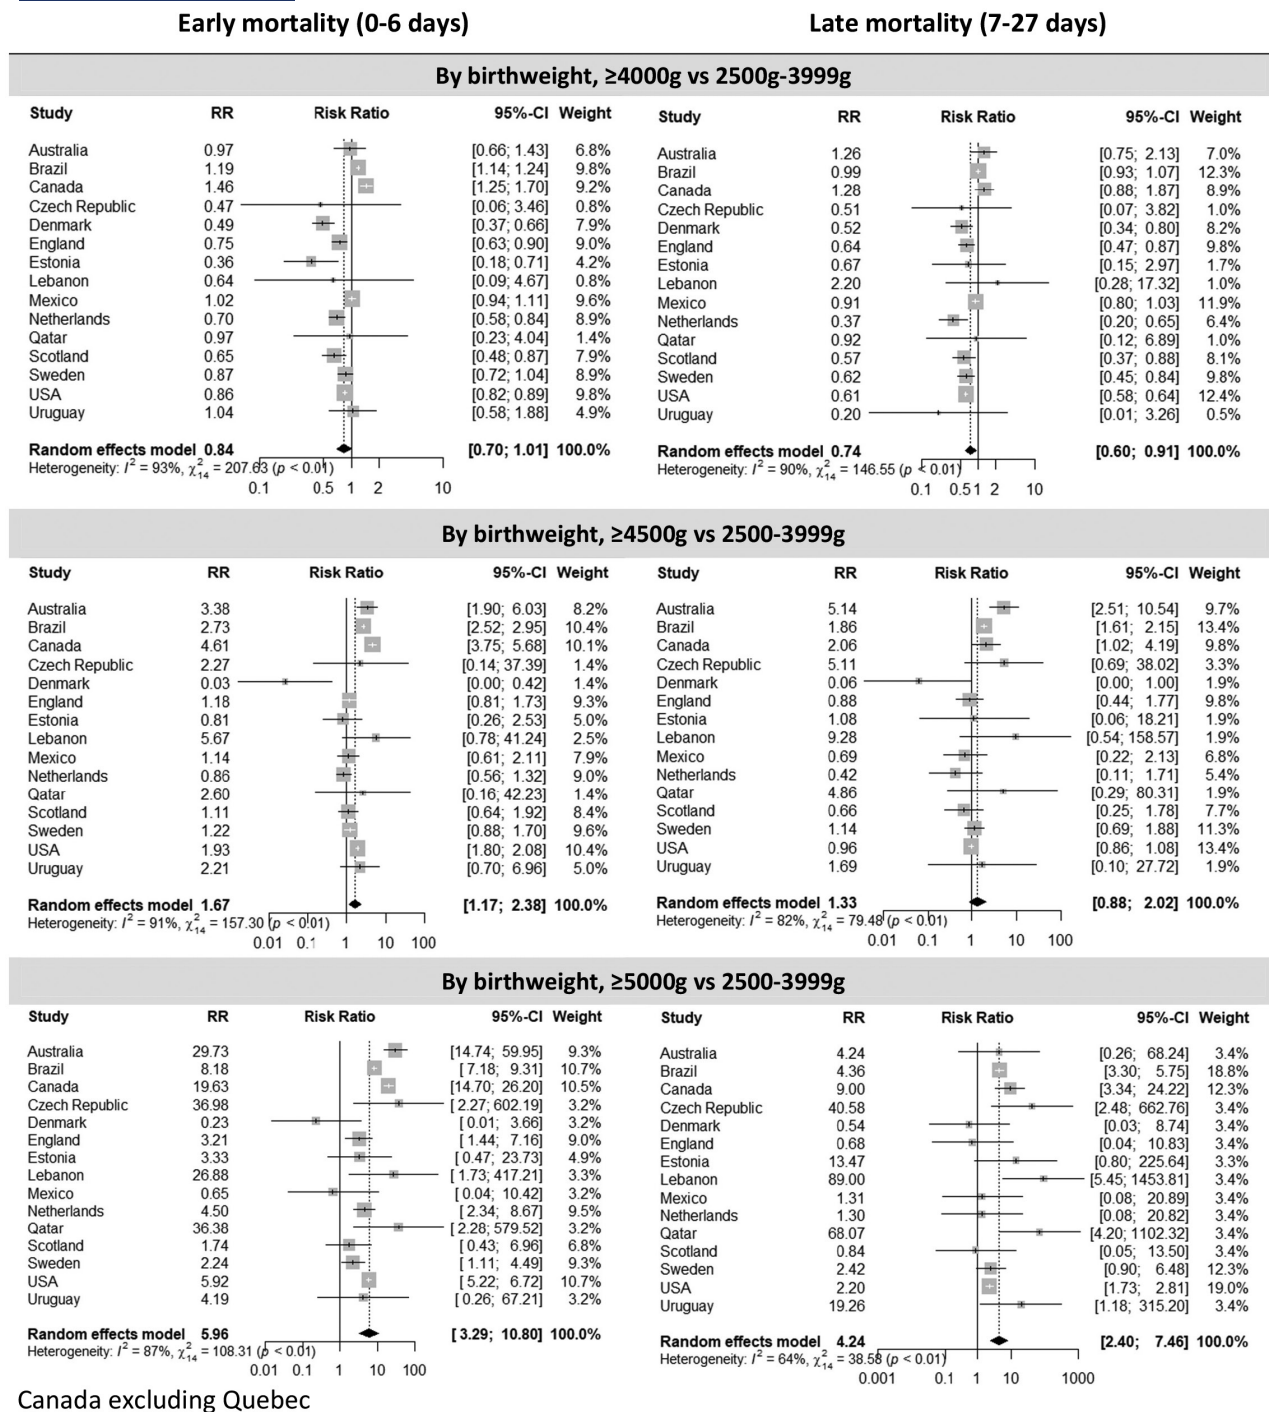 Early mortality (0-6 days) Late mortality (7-27 days)
By birthweight, ≥4000g vs 2500g-3999g
Study RR Risk Ratio 95%-CI Weight
Australia 0.97 [0.66; 1.43] 6.8%
Brazil 1.19 [1.14; 1.24] 9.8%
Canada 1.46 [1.25; 1.70] 9.2%
Czech Republic 0.47 [0.06; 3.46] 0.8%
Denmark 0.49 [0.37; 0.66] 7.9%
England 0.75 [0.63; 0.90] 9.0%
Estonia 0.36 [0.18; 0.71] 4.2%
Lebanon 0.64 [0.09; 4.67] 0.8%
Mexico 1.02 [0.94; 1.11] 9.6%
Netherlands 0.70 [0.58; 0.84] 8.9%
Qatar 0.97 [0.23; 4.04] 1.4%
Scotland 0.65 [0.48; 0.87] 7.9%
Sweden 0.87 [0.72; 1.04] 8.9%
USA 0.86 [0.82; 0.89] 9.8%
Uruguay 1.04 [0.58; 1.88] 4.9%
Random effects model 0.84 [0.70; 1.01] 100.0%
Heterogeneity: I² = 93%, χ²₁₄ = 207.63 (p < 0.01)
0.1 0.5 1 2 10
Study RR Risk Ratio 95%-CI Weight
Australia 1.26 [0.75; 2.13] 7.0%
Brazil 0.99 [0.93; 1.07] 12.3%
Canada 1.28 [0.88; 1.87] 8.9%
Czech Republic 0.51 [0.07; 3.82] 1.0%
Denmark 0.52 [0.34; 0.80] 8.2%
England 0.64 [0.47; 0.87] 9.8%
Estonia 0.67 [0.15; 2.97] 1.7%
Lebanon 2.20 [0.28; 17.32] 1.0%
Mexico 0.91 [0.80; 1.03] 11.9%
Netherlands 0.37 [0.20; 0.65] 6.4%
Qatar 0.92 [0.12; 6.89] 1.0%
Scotland 0.57 [0.37; 0.88] 8.1%
Sweden 0.62 [0.45; 0.84] 9.8%
USA 0.61 [0.58; 0.64] 12.4%
Uruguay 0.20 [0.01; 3.26] 0.5%
Random effects model 0.74 [0.60; 0.91] 100.0%
Heterogeneity: I² = 90%, χ²₁₄ = 146.55 (p < 0.01)
0.1 0.5 1 2 10
By birthweight, ≥4500g vs 2500-3999g
Study RR Risk Ratio 95%-CI Weight
Australia 3.38 [1.90; 6.03] 8.2%
Brazil 2.73 [2.52; 2.95] 10.4%
Canada 4.61 [3.75; 5.68] 10.1%
Czech Republic 2.27 [0.14; 37.39] 1.4%
Denmark 0.03 [0.00; 0.42] 1.4%
England 1.18 [0.81; 1.73] 9.3%
Estonia 0.81 [0.26; 2.53] 5.0%
Lebanon 5.67 [0.78; 41.24] 2.5%
Mexico 1.14 [0.61; 2.11] 7.9%
Netherlands 0.86 [0.56; 1.32] 9.0%
Qatar 2.60 [0.16; 42.23] 1.4%
Scotland 1.11 [0.64; 1.92] 8.4%
Sweden 1.22 [0.88; 1.70] 9.6%
USA 1.93 [1.80; 2.08] 10.4%
Uruguay 2.21 [0.70; 6.96] 5.0%
Random effects model 1.67 [1.17; 2.38] 100.0%
Heterogeneity: I² = 91%, χ²₁₄ = 157.30 (p < 0.01)
0.01 0.1 1 10 100
Study RR Risk Ratio 95%-CI Weight
Australia 5.14 [2.51; 10.54] 9.7%
Brazil 1.86 [1.61; 2.15] 13.4%
Canada 2.06 [1.02; 4.19] 9.8%
Czech Republic 5.11 [0.69; 38.02] 3.3%
Denmark 0.06 [0.00; 1.00] 1.9%
England 0.88 [0.44; 1.77] 9.8%
Estonia 1.08 [0.06; 18.21] 1.9%
Lebanon 9.28 [0.54; 158.57] 1.9%
Mexico 0.69 [0.22; 2.13] 6.8%
Netherlands 0.42 [0.11; 1.71] 5.4%
Qatar 4.86 [0.29; 80.31] 1.9%
Scotland 0.66 [0.25; 1.78] 7.7%
Sweden 1.14 [0.69; 1.88] 11.3%
USA 0.96 [0.86; 1.08] 13.4%
Uruguay 1.69 [0.10; 27.72] 1.9%
Random effects model 1.33 [0.88; 2.02] 100.0%
Heterogeneity: I² = 82%, χ²₁₄ = 79.48 (p < 0.01)
0.01 0.1 1 10 100
By birthweight, ≥5000g vs 2500-3999g
Study RR Risk Ratio 95%-CI Weight
Australia 29.73 [14.74; 59.95] 9.3%
Brazil 8.18 [ 7.18; 9.31] 10.7%
Canada 19.63 [14.70; 26.20] 10.5%
Czech Republic 36.98 [ 2.27; 602.19] 3.2%
Denmark 0.23 [ 0.01; 3.66] 3.2%
England 3.21 [ 1.44; 7.16] 9.0%
Estonia 3.33 [ 0.47; 23.73] 4.9%
Lebanon 26.88 [ 1.73; 417.21] 3.3%
Mexico 0.65 [ 0.04; 10.42] 3.2%
Netherlands 4.50 [ 2.34; 8.67] 9.5%
Qatar 36.38 [ 2.28; 579.52] 3.2%
Scotland 1.74 [ 0.43; 6.96] 6.8%
Sweden 2.24 [ 1.11; 4.49] 9.3%
USA 5.92 [ 5.22; 6.72] 10.7%
Uruguay 4.19 [ 0.26; 67.21] 3.2%
Random effects model 5.96 [ 3.29; 10.80] 100.0%
Heterogeneity: I² = 87%, χ²₁₄ = 108.31 (p < 0.01)
0.01 0.1 1 10 100
Study RR Risk Ratio 95%-CI Weight
Australia 4.24 [0.26; 68.24] 3.4%
Brazil 4.36 [3.30; 5.75] 18.8%
Canada 9.00 [3.34; 24.22] 12.3%
Czech Republic 40.58 [2.48; 662.76] 3.4%
Denmark 0.54 [0.03; 8.74] 3.4%
England 0.68 [0.04; 10.83] 3.4%
Estonia 13.47 [0.80; 225.64] 3.3%
Lebanon 89.00 [5.45; 1453.81] 3.4%
Mexico 1.31 [0.08; 20.89] 3.4%
Netherlands 1.30 [0.08; 20.82] 3.4%
Qatar 68.07 [4.20; 1102.32] 3.4%
Scotland 0.84 [0.05; 13.50] 3.4%
Sweden 2.42 [0.90; 6.48] 12.3%
USA 2.20 [1.73; 2.81] 19.0%
Uruguay 19.26 [1.18; 315.20] 3.4%
Random effects model 4.24 [2.40; 7.46] 100.0%
Heterogeneity: I² = 64%, χ²₁₄ = 38.58 (p < 0.01)
0.001 0.1 1 10 1000
Canada excluding Quebec